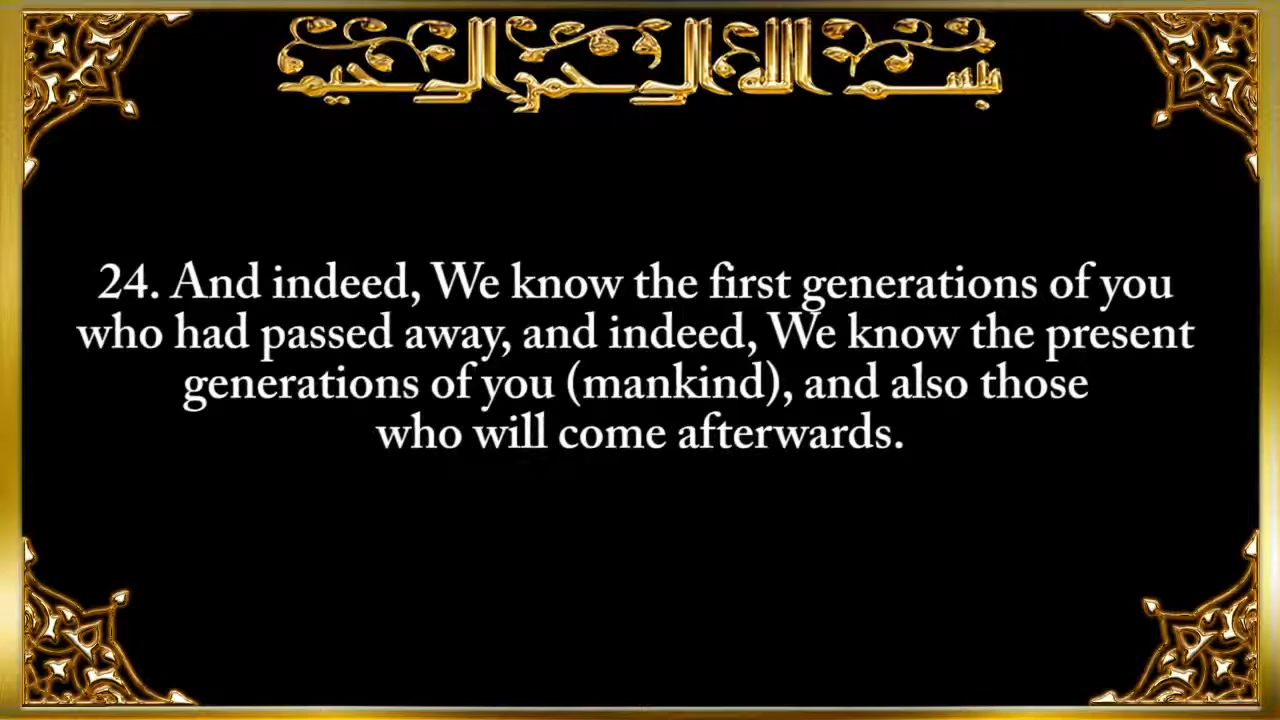 بسم الله الرحمن الرحيم
24. And indeed, We know the first generations of you
who had passed away, and indeed, We know the present
generations of you (mankind), and also those
who will come afterwards.